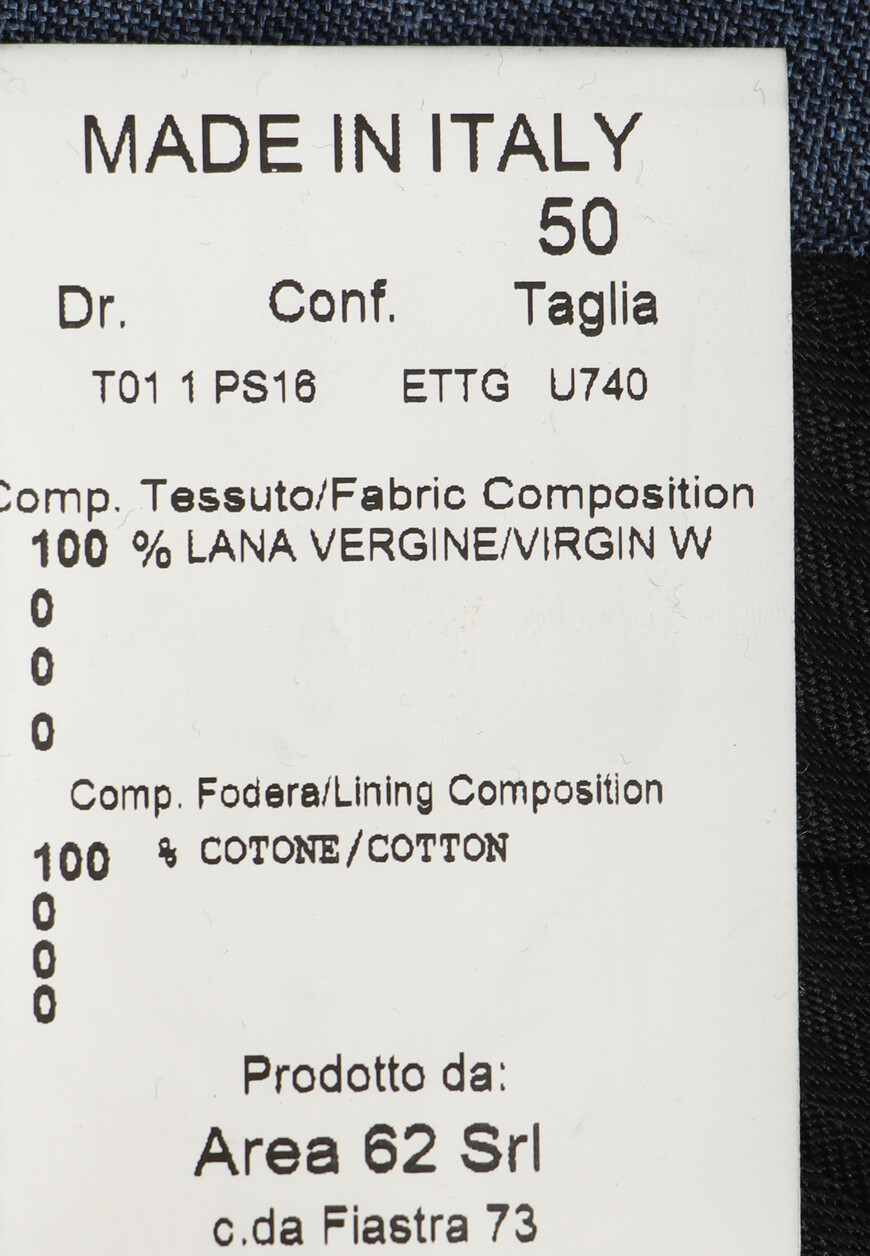 MADE IN ITALY
50
Dr. Conf. Taglia
T01 1 PS16 ETTG U740
Comp. Tessuto/Fabric Composition
100 % LANA VERGINE/VIRGIN W
0
0
0
Comp. Fodera/Lining Composition
100 % COTONE/COTTON
0
0
0
Prodotto da:
Area 62 Srl
c.da Fiastra 73